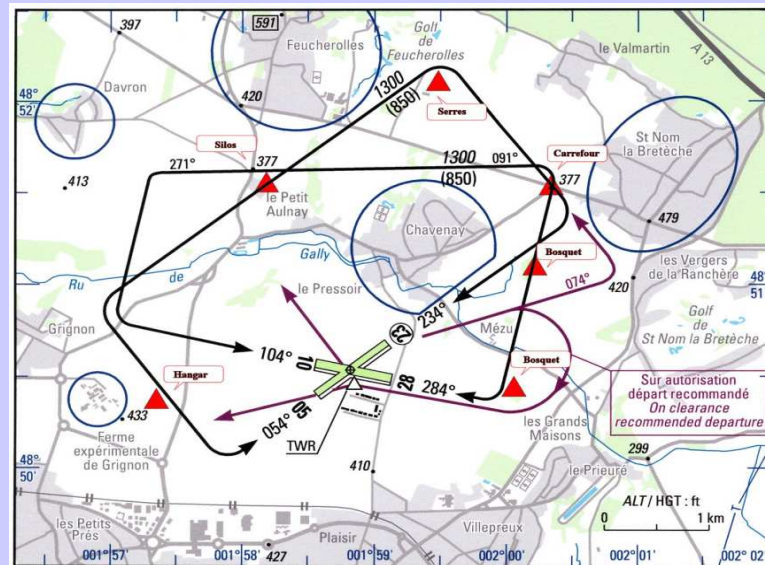 397
591
Feucherolles
Golf
de
Feucherolles
le Valmartin
A 13
48°
52'
Davron
420
1300
(850)
Serres
48°
52'
St Nom
la Bretèche
Silos
Carrefour
271°
377
1300
(850)
091°
377
413
le Petit
Aulnay
Chavenay
479
Gally
Bosquet
les Vergers
de la Ranchère
Ru
de
le Pressoir
074°
420
48°
51'
Grignon
234°
Mézu
Golf
de
St Nom la Bretèche
23
104°
10
Hangar
28
284°
Bosquet
Sur autorisation
départ recommandé
On clearance
recommended departure
433
054°
05
les Grands
Maisons
Ferme
expérimentale
de Grignon
TWR
299
48°
50'
410
le Prieuré
ALT / HGT : ft
0
1 km
les Petits
Prés
Plaisir
Villepreux
001° 57'
001° 58'
427
001° 59'
002° 00'
002° 01'
002° 02'